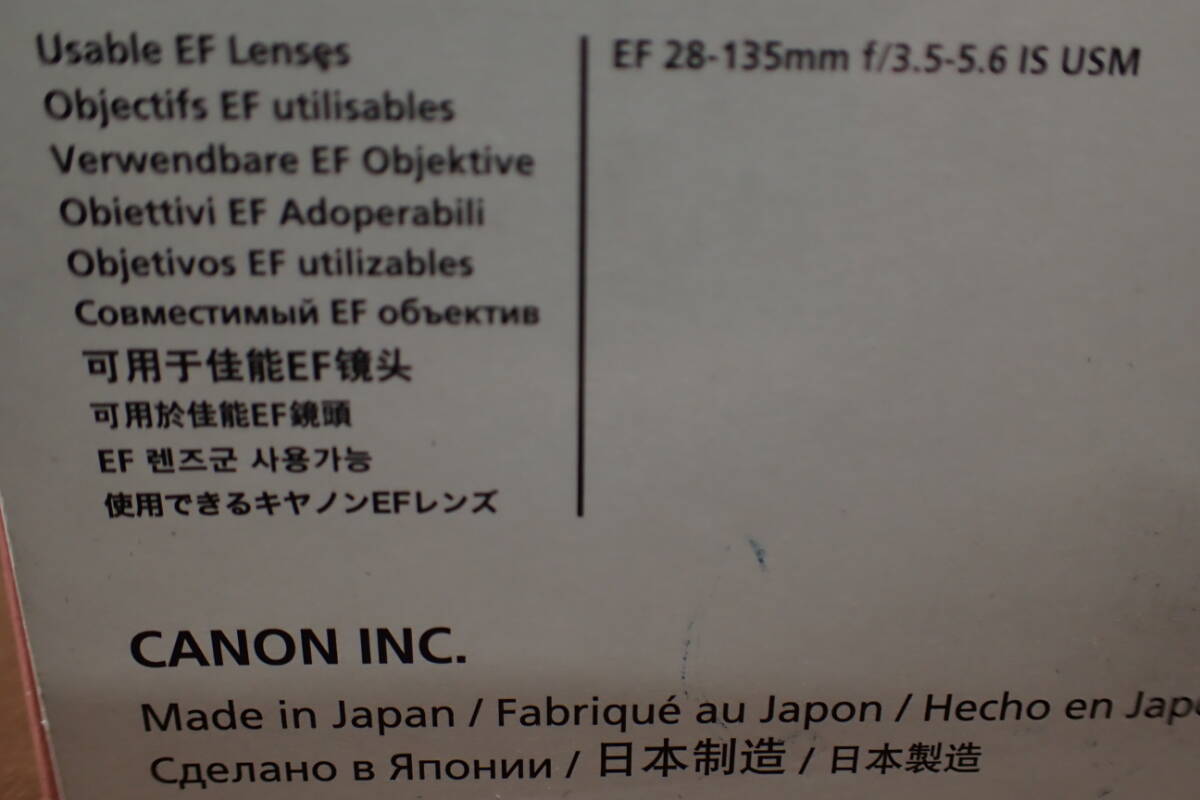 Usable EF Lenses
EF 28-135mm f/3.5-5.6 IS USM
Objectifs EF utilisables
Verwendbare EF Objektive
Obiettivi EF Adoperabili
Objetivos EF utilizables
Совместимый EF объектив
可用于佳能EF镜头
可用於佳能EF鏡頭
EF 렌즈군 사용가능
使用できるキヤノンEFレンズ
CANON INC.
Made in Japan / Fabriqué au Japon / Hecho en
Сделано в Японии / 日本制造 / 日本製造